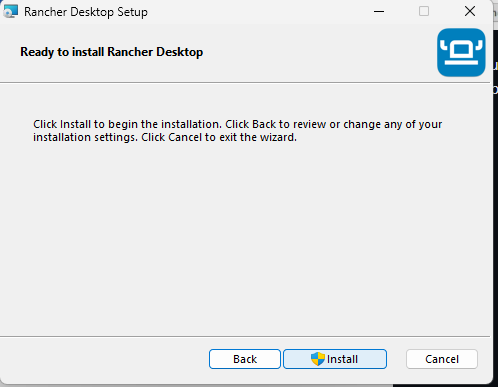 Rancher Desktop Setup
Ready to install Rancher Desktop
Click Install to begin the installation. Click Back to review or change any of your
installation settings. Click Cancel to exit the wizard.
Back
Install
Cancel